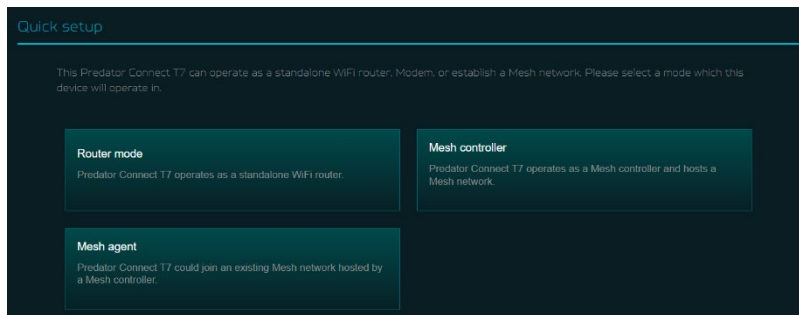 Quick setup
This Predator Connect T7 can operate as a standalone WiFi router, Modem, or establish a Mesh network. Please select a mode which this
device will operate in.
Router mode
Predator Connect T7 operates as a standalone WiFi router.
Mesh controller
Predator Connect T7 operates as a Mesh controller and hosts a
Mesh network.
Mesh agent
Predator Connect T7 could join an existing Mesh network hosted by
a Mesh controller.